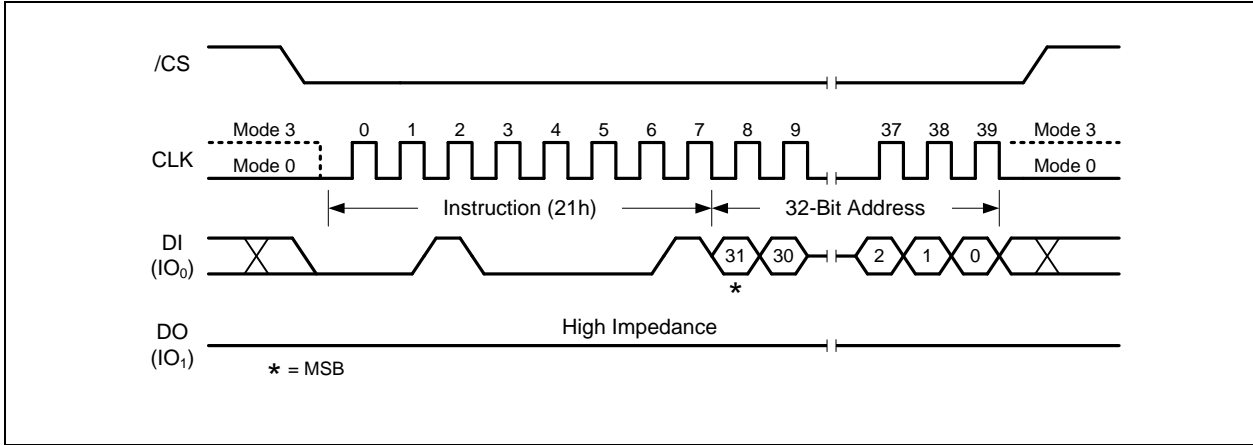 /CS
Mode 3 0 1 2 3 4 5 6 7 8 9 37 38 39 Mode 3
CLK
Mode 0 Mode 0
Instruction (21h) 32-Bit Address
DI
(IO₀)
31 30 2 1 0
*
High Impedance
DO
(IO₁)
* = MSB